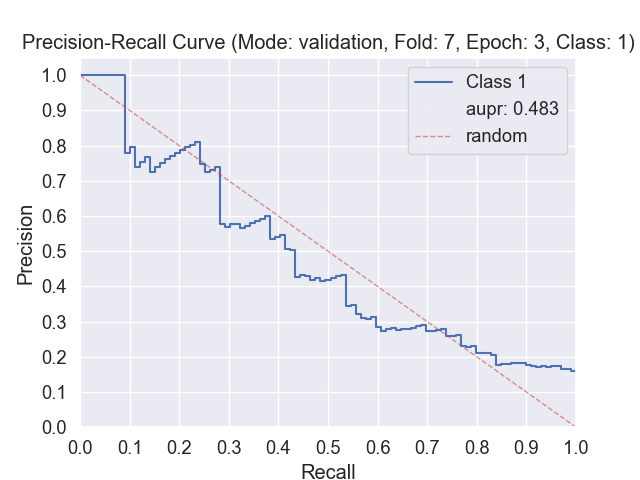 Precision-Recall Curve (Mode: validation, Fold: 7, Epoch: 3, Class: 1)
Class 1
aupr: 0.483
random
Precision
1.0
0.9
0.8
0.7
0.6
0.5
0.4
0.3
0.2
0.1
0.0
0.0 0.1 0.2 0.3 0.4 0.5 0.6 0.7 0.8 0.9 1.0
Recall